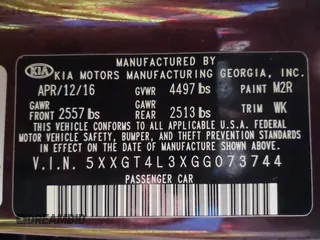 MANUFACTURED BY
KIA KIA MOTORS MANUFACTURING GEORGIA, INC.
APR/12/16 GVWR 4497 lbs PAINT M2R
GAWR FRONT 2557 lbs GAWR REAR 2513 lbs TRIM WK
THIS VEHICLE CONFORMS TO ALL APPLICABLE U.S.A. FEDERAL
MOTOR VEHICLE SAFETY, BUMPER, AND THEFT PREVENTION
STANDARDS IN EFFECT ON THE DATE OF MANUFACTURE SHOWN ABOVE.
V.I.N. 5XXGT4L3XGG073744
PASSENGER CAR